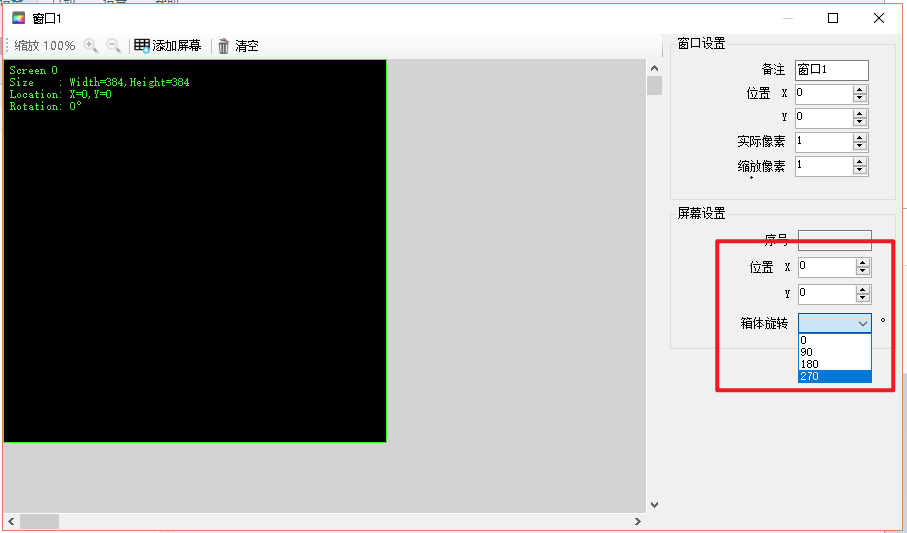 窗口1
缩放 100% 添加屏幕 清空
Screen 0
Size : Width=384,Height=384
Location: X=0,Y=0
Rotation: 0°
窗口设置
备注 窗口1
位置 X 0
Y 0
实际像素 1
缩放像素 1
屏幕设置
序号
位置 X 0
Y 0
箱体旋转 °
0
90
180
270